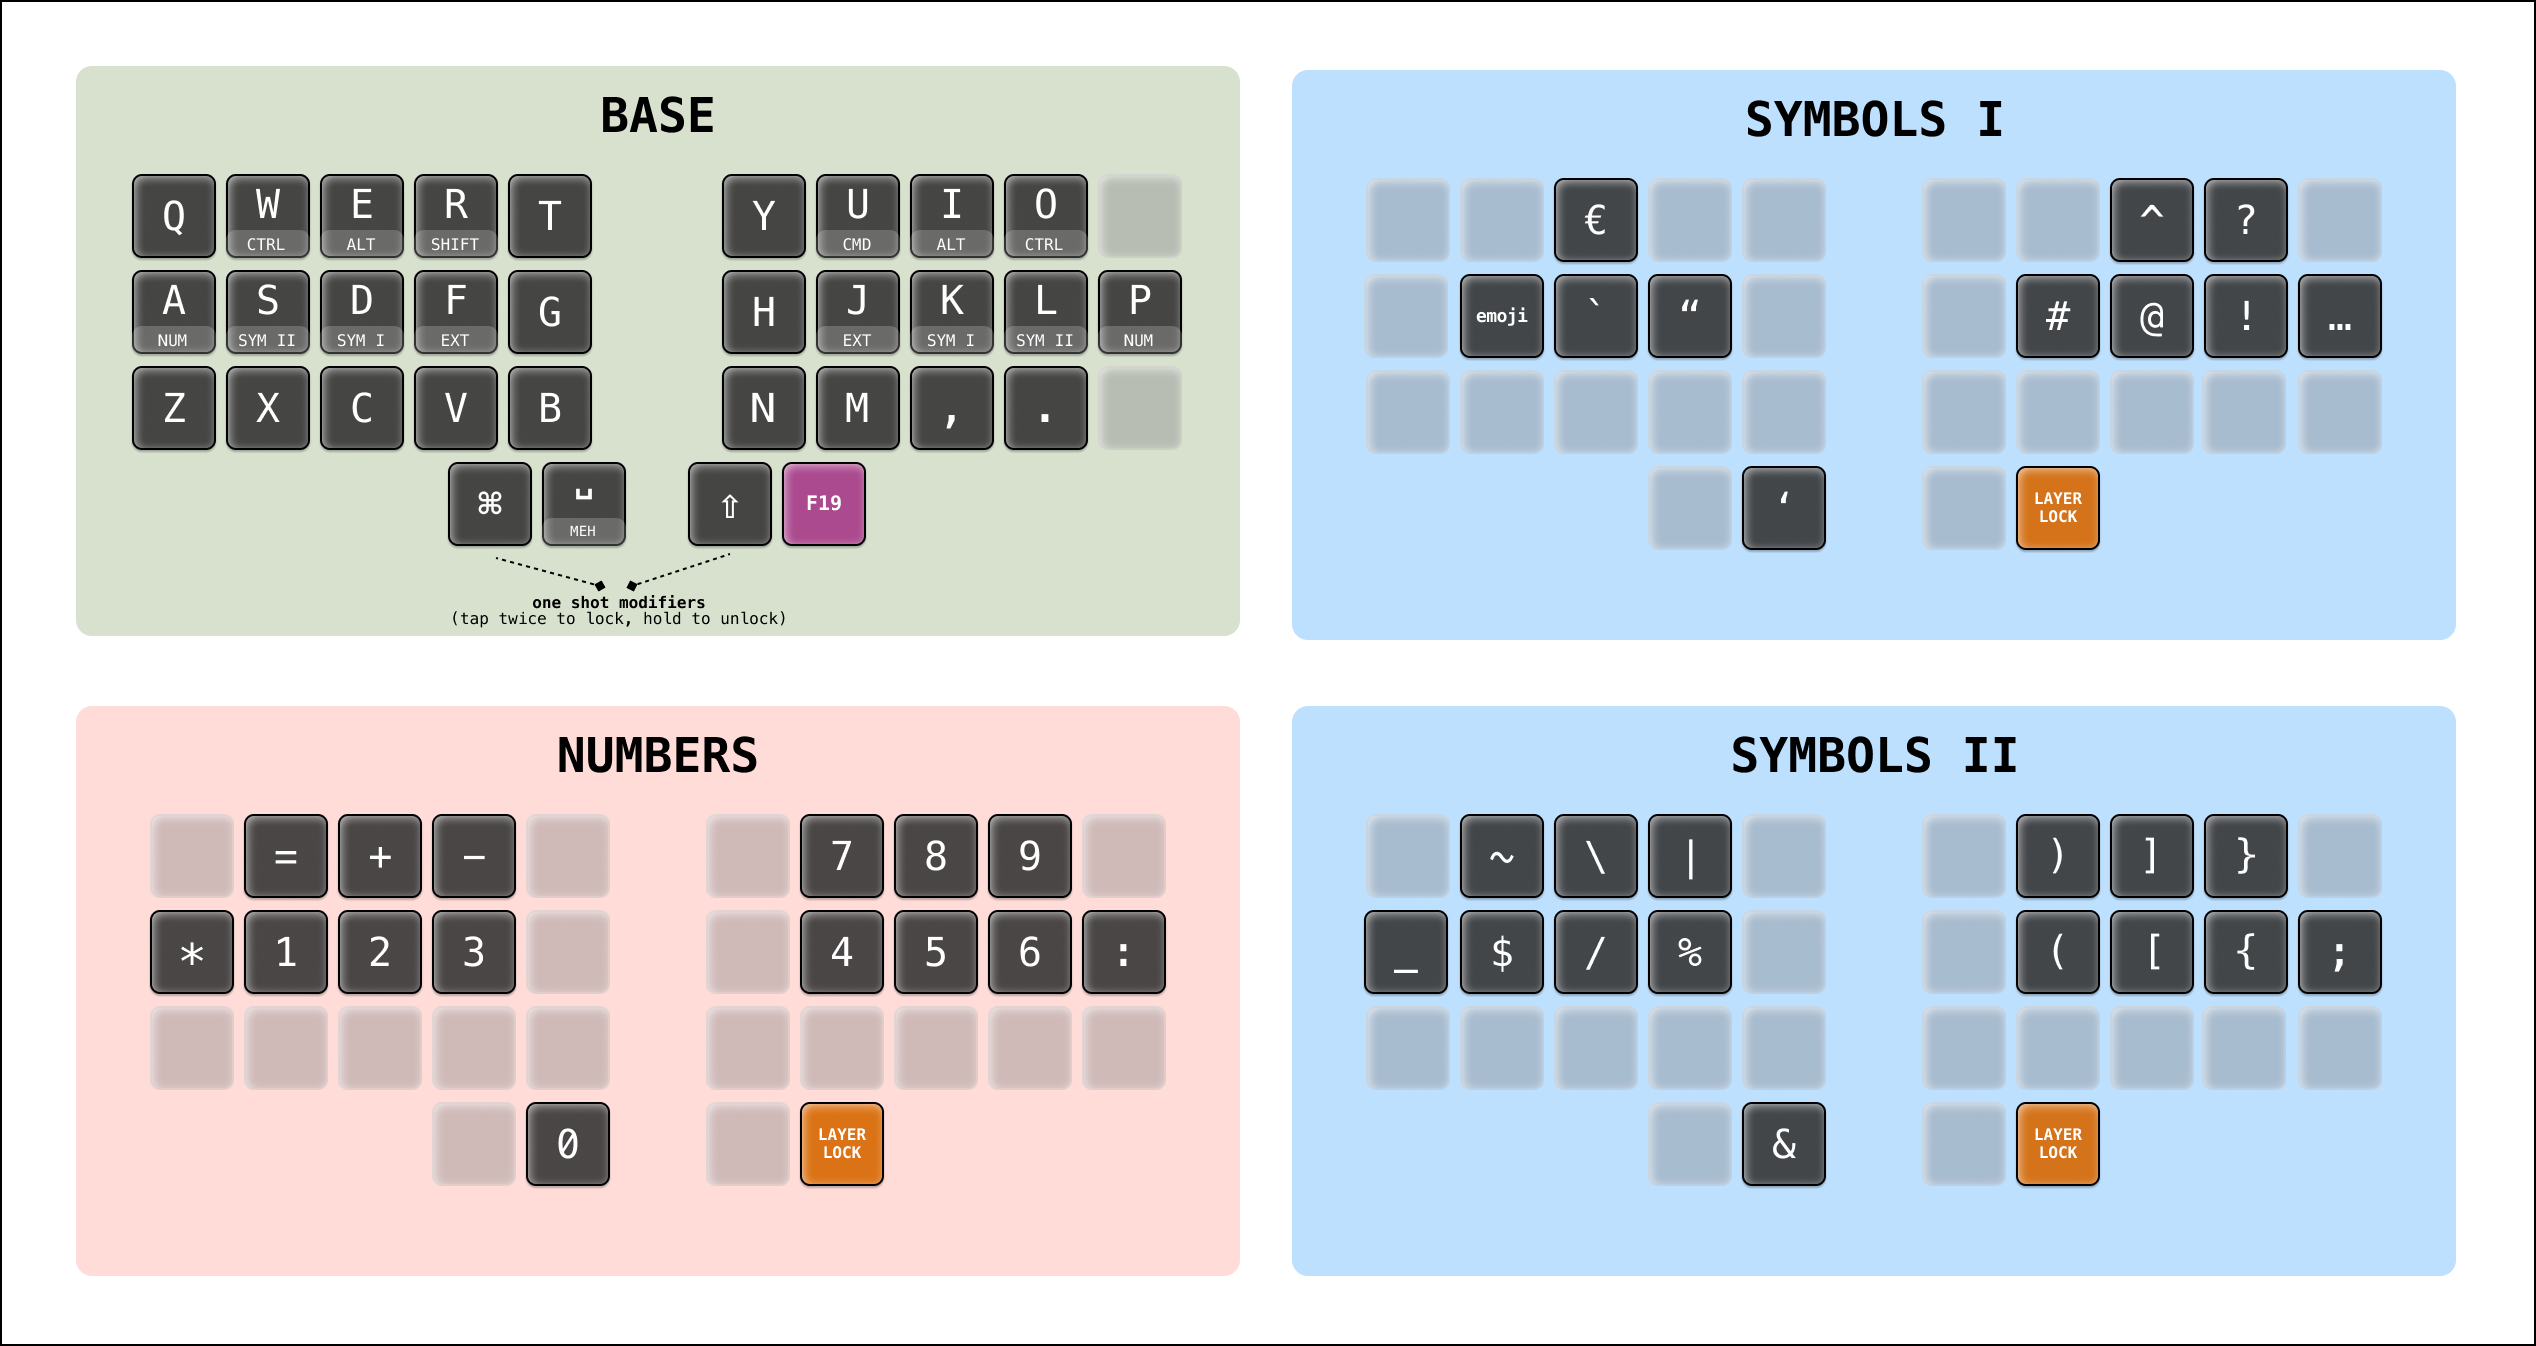 BASE
Q W E R T Y U I O
CTRL ALT SHIFT CMD ALT CTRL
A S D F G H J K L P
NUM SYM II SYM I EXT EXT SYM I SYM II NUM
Z X C V B N M , .
⌘ ␣ ⇧ F19
MEH
one shot modifiers
(tap twice to lock, hold to unlock)
SYMBOLS I
€ ^ ?
emoji ` “ # @ ! …
‘ LAYER
LOCK
NUMBERS
= + − 7 8 9
* 1 2 3 4 5 6 :
0 LAYER
LOCK
SYMBOLS II
~ \ | ) ] }
_ $ / % ( [ { ;
& LAYER
LOCK